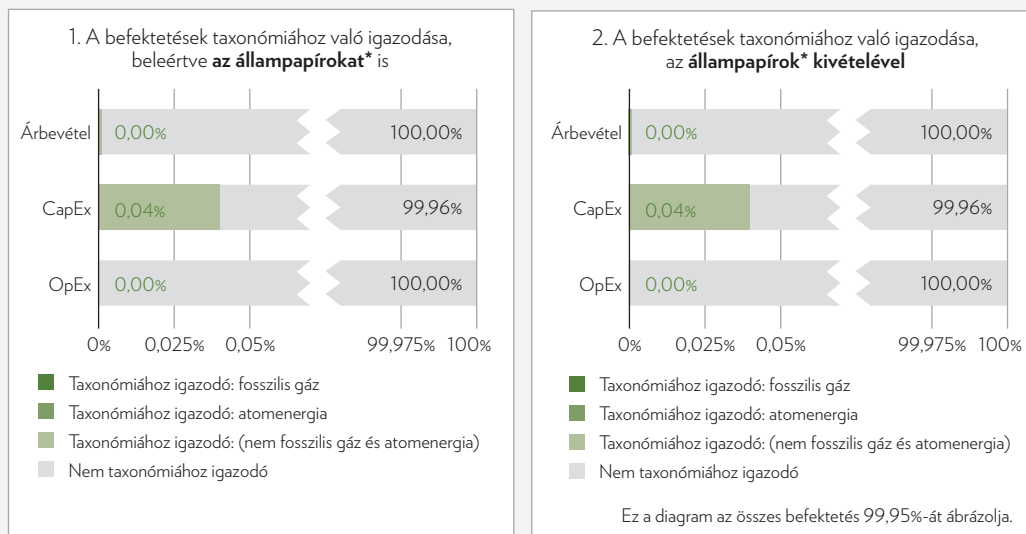 1. A befektetések taxonómiához való igazodása,
beleértve az állampapírokat* is
Árbevétel 0,00% 100,00%
CapEx 0,04% 99,96%
OpEx 0,00% 100,00%
0% 0,025% 0,05% 99,975% 100%
Taxonómiához igazodó: fosszilis gáz
Taxonómiához igazodó: atomenergia
Taxonómiához igazodó: (nem fosszilis gáz és atomenergia)
Nem taxonómiához igazodó
2. A befektetések taxonómiához való igazodása,
az állampapírok* kivételével
Árbevétel 0,00% 100,00%
CapEx 0,04% 99,96%
OpEx 0,00% 100,00%
0% 0,025% 0,05% 99,975% 100%
Taxonómiához igazodó: fosszilis gáz
Taxonómiához igazodó: atomenergia
Taxonómiához igazodó: (nem fosszilis gáz és atomenergia)
Nem taxonómiához igazodó
Ez a diagram az összes befektetés 99,95%-át ábrázolja.